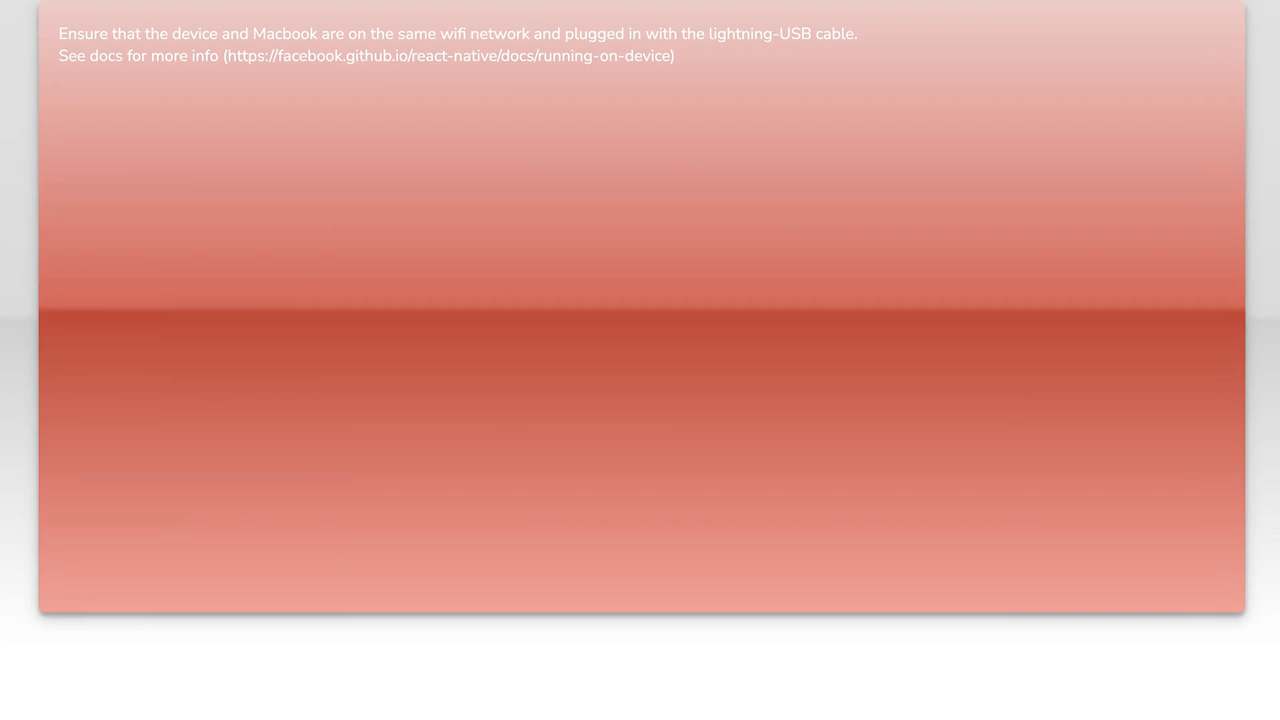 Ensure that the device and Macbook are on the same wifi network and plugged in with the lightning-USB cable.
See docs for more info (https://facebook.github.io/react-native/docs/running-on-device)